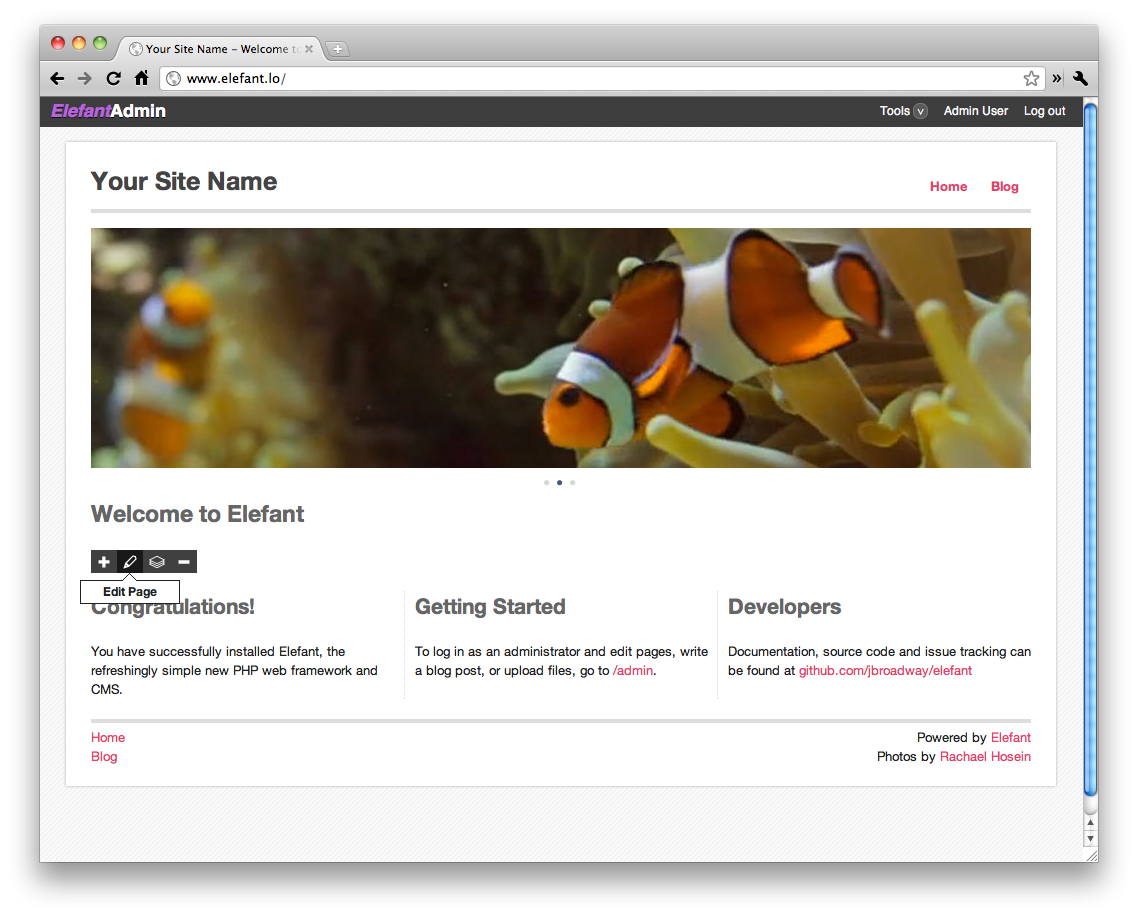 Your Site Name – Welcome to
www.elefant.lo/
ElefantAdmin
Tools v Admin User Log out
Your Site Name
Home Blog
Welcome to Elefant
Edit Page
Congratulations!
You have successfully installed Elefant, the
refreshingly simple new PHP web framework and
CMS.
Getting Started
To log in as an administrator and edit pages, write
a blog post, or upload files, go to /admin.
Developers
Documentation, source code and issue tracking can
be found at github.com/jbroadway/elefant
Home
Blog
Powered by Elefant
Photos by Rachael Hosein